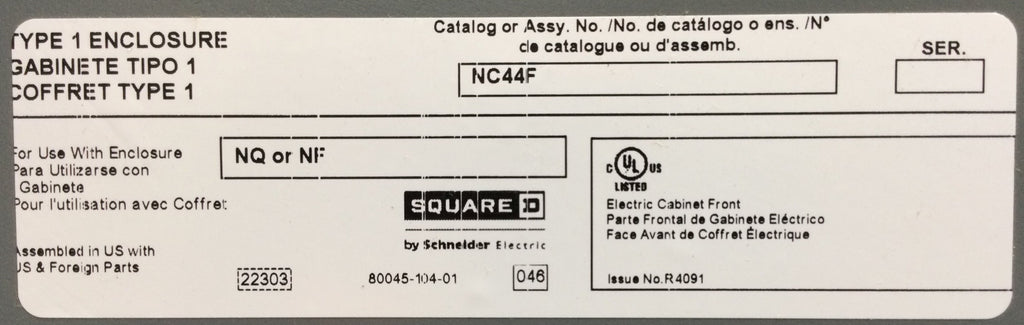 TYPE 1 ENCLOSURE
GABINETE TIPO 1
COFFRET TYPE 1
Catalog or Assy. No. /No. de catálogo o ens. /N°
de catalogue ou d'assemb.
NC44F
SER.
For Use With Enclosure
Para Utilizarse con
Gabinete
Pour l'utilisation avec Coffret
NQ or NF
Assembled in US with
US & Foreign Parts
SQUARE D
by Schneider Electric
22303
80045-104-01
046
C UL US
LISTED
Electric Cabinet Front
Parte Frontal de Gabinete Eléctrico
Face Avant de Coffret Électrique
Issue No.R4091